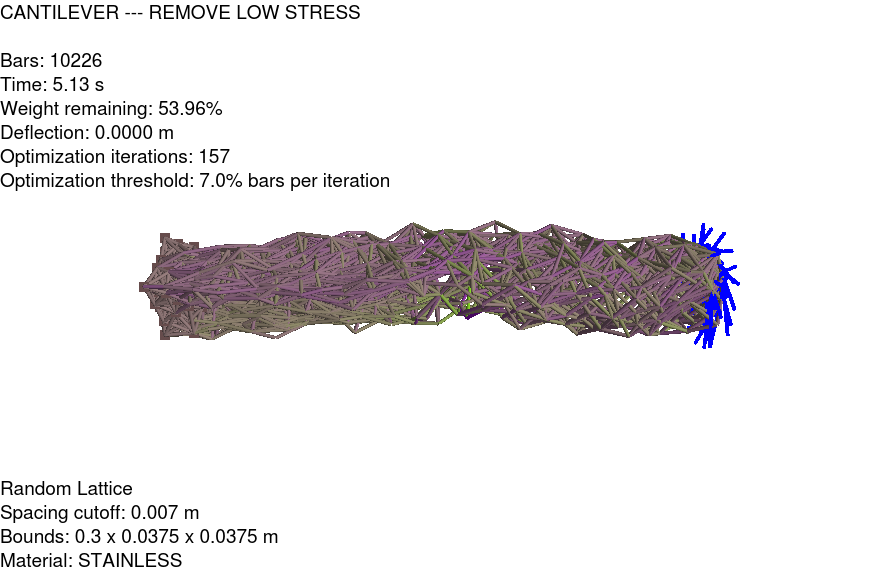 CANTILEVER --- REMOVE LOW STRESS
Bars: 10226
Time: 5.13 s
Weight remaining: 53.96%
Deflection: 0.0000 m
Optimization iterations: 157
Optimization threshold: 7.0% bars per iteration
Random Lattice
Spacing cutoff: 0.007 m
Bounds: 0.3 x 0.0375 x 0.0375 m
Material: STAINLESS